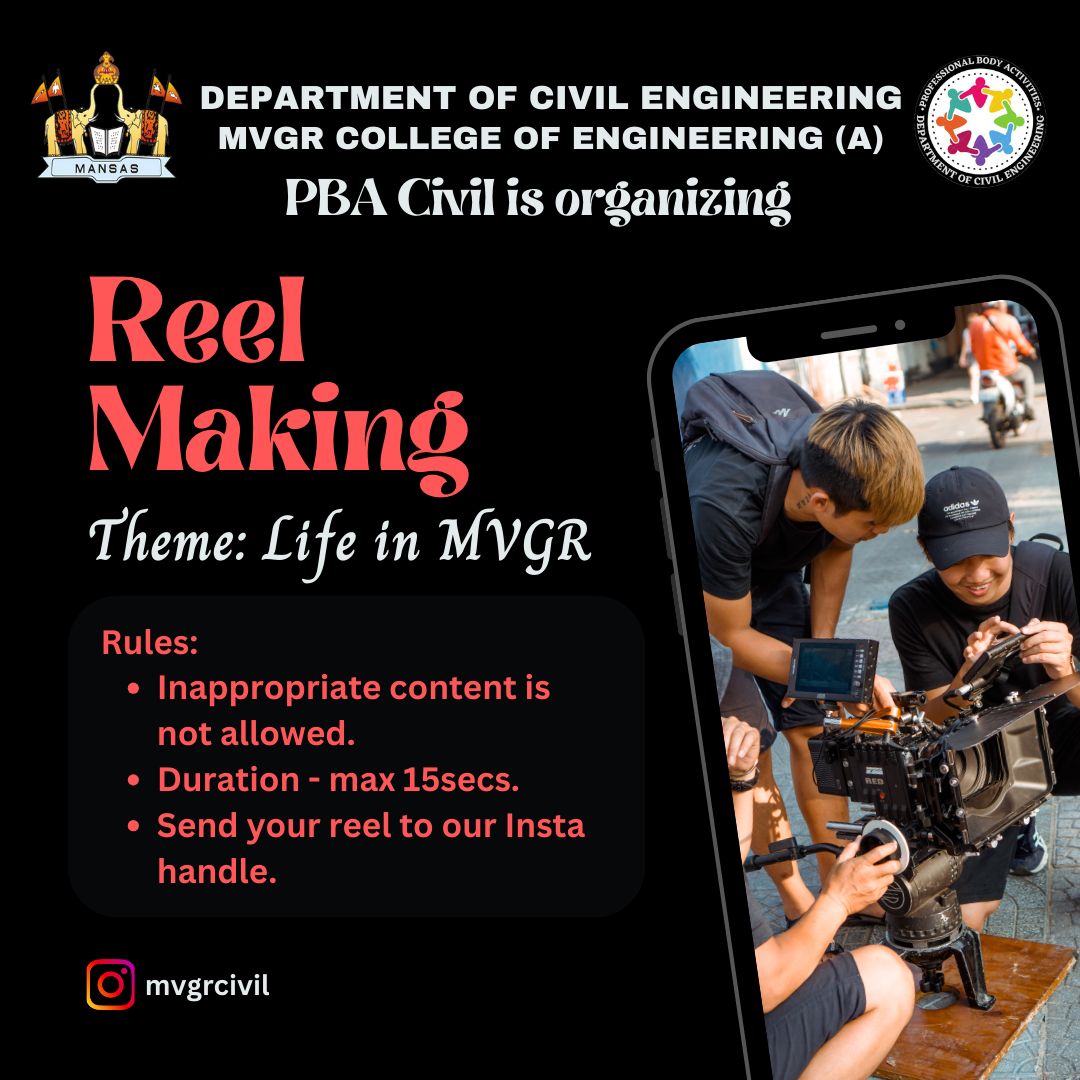 DEPARTMENT OF CIVIL ENGINEERING
MVGR COLLEGE OF ENGINEERING (A)
PBA Civil is organizing
MANSAS
•PROFESSIONAL BODY ACTIVITIES•
DEPARTMENT OF CIVIL ENGINEERING
Reel
Making
Theme: Life in MVGR
Rules:
• Inappropriate content is
not allowed.
• Duration - max 15secs.
• Send your reel to our Insta
handle.
mvgrcivil
adidas
RED